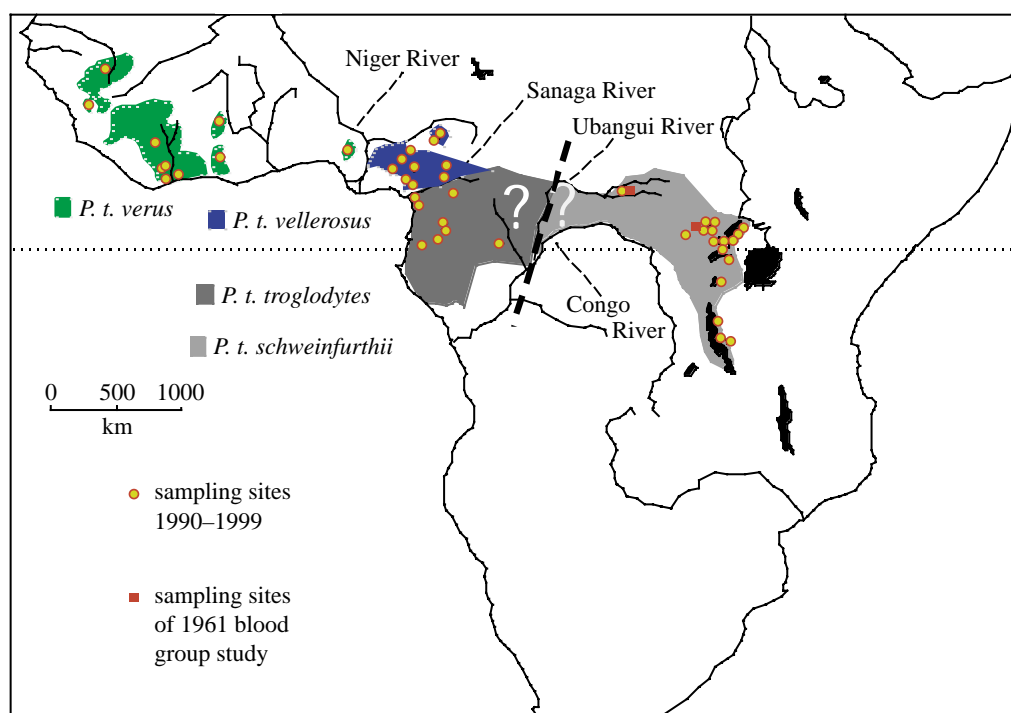 Niger River
Sanaga River
Ubangui River
P. t. verus
P. t. vellerosus
? ?
P. t. troglodytes
Congo
River
P. t. schweinfurthii
0 500 1000
km
sampling sites
1990–1999
sampling sites
of 1961 blood
group study